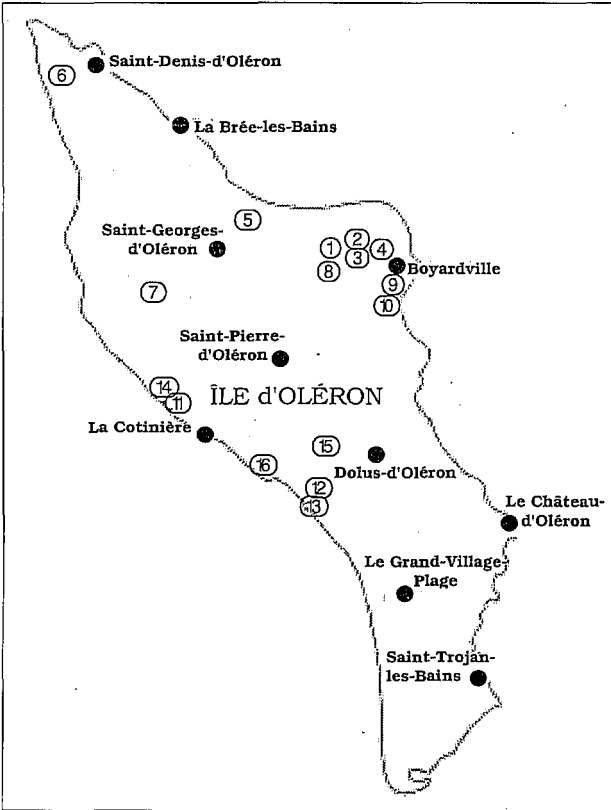 Saint-Denis-d'Oléron
6
La Brée-les-Bains
5
Saint-Georges-
d'Oléron
1
2
3
4
8
Boyardville
9
10
7
Saint-Pierre-
d'Oléron
14
11
ÎLE d'OLÉRON
La Cotinière
15
16
Dolus-d'Oléron
12
13
Le Château-
d'Oléron
Le Grand-Village-
Plage
Saint-Trojan-
les-Bains